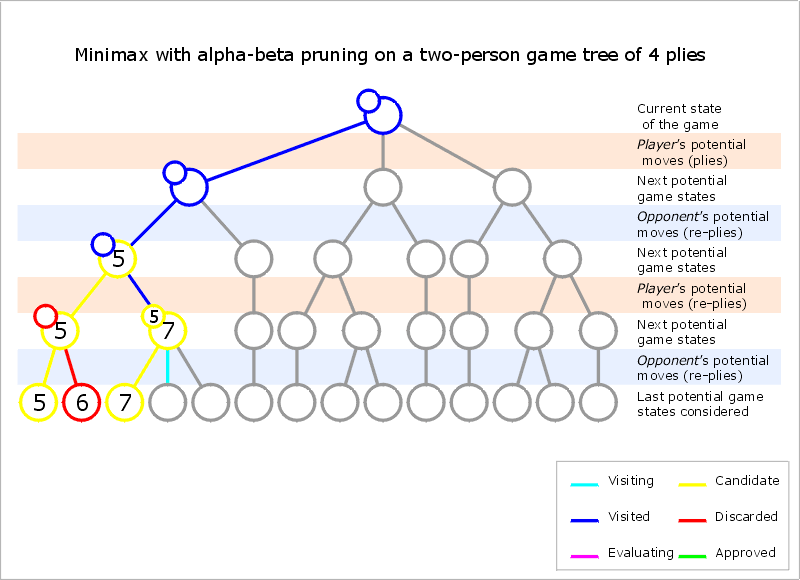 Minimax with alpha-beta pruning on a two-person game tree of 4 plies
Current state
of the game
Player's potential
moves (plies)
Next potential
game states
Opponent's potential
moves (re-plies)
5
Next potential
game states
Player's potential
moves (re-plies)
5
5 7
Next potential
game states
Opponent's potential
moves (re-plies)
5 6 7
Last potential game
states considered
Visiting Candidate
Visited Discarded
Evaluating Approved